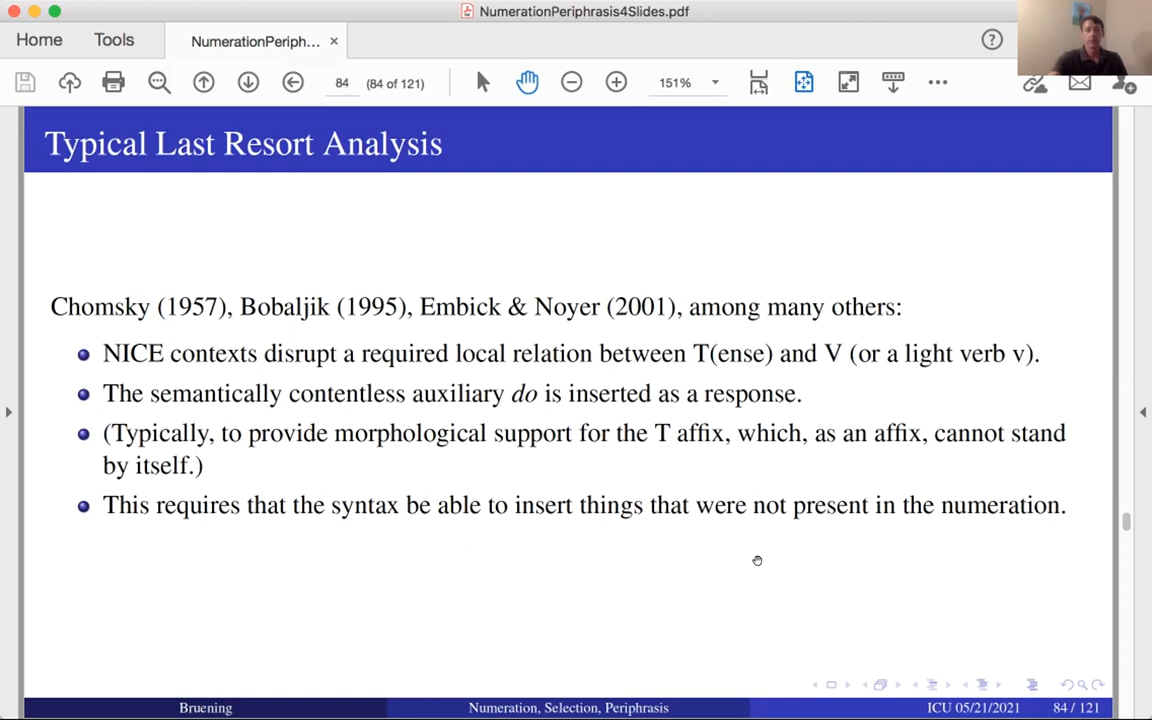 NumerationPeriphrasis4Slides.pdf
Home Tools NumerationPeriph... ×
84 (84 of 121) 151%
Typical Last Resort Analysis
Chomsky (1957), Bobaljik (1995), Embick & Noyer (2001), among many others:
NICE contexts disrupt a required local relation between T(ense) and V (or a light verb v).
The semantically contentless auxiliary do is inserted as a response.
(Typically, to provide morphological support for the T affix, which, as an affix, cannot stand
by itself.)
This requires that the syntax be able to insert things that were not present in the numeration.
Bruening Numeration, Selection, Periphrasis ICU 05/21/2021 84 / 121